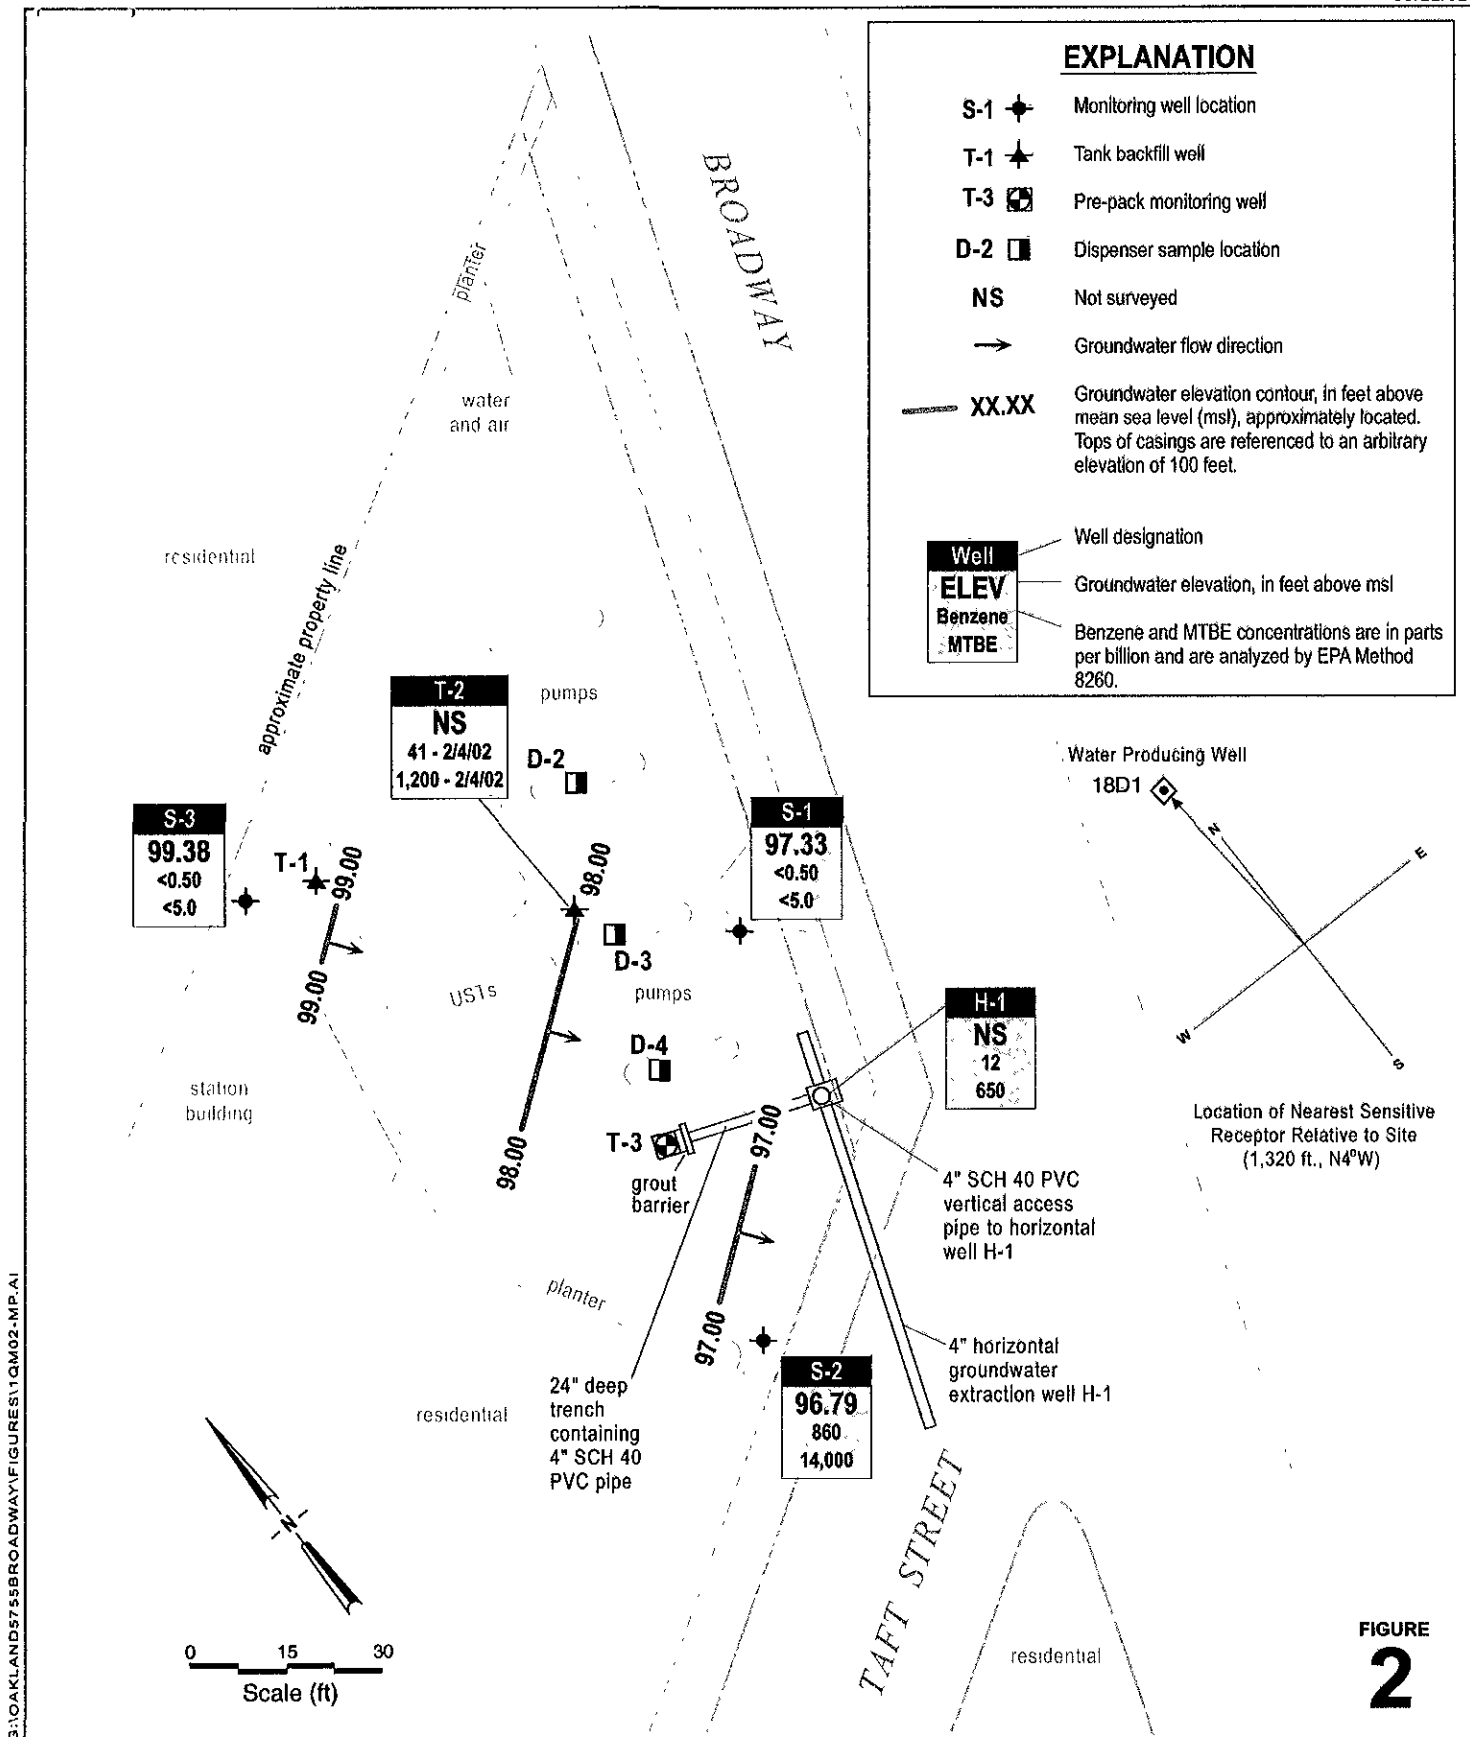 EXPLANATION
S-1 Monitoring well location
T-1 Tank backfill well
T-3 Pre-pack monitoring well
D-2 Dispenser sample location
NS Not surveyed
Groundwater flow direction
XX.XX Groundwater elevation contour, in feet above
mean sea level (msl), approximately located.
Tops of casings are referenced to an arbitrary
elevation of 100 feet.
Well
ELEV
Benzene
MTBE
Well designation
Groundwater elevation, in feet above msl
Benzene and MTBE concentrations are in parts
per billion and are analyzed by EPA Method
8260.
BROADWAY
planter
water
and air
residential
approximate property line
T-2
NS
41 - 2/4/02
1,200 - 2/4/02
pumps
D-2
Water Producing Well
18D1
N
E
W
S
Location of Nearest Sensitive
Receptor Relative to Site
(1,320 ft., N4°W)
S-3
99.38
<0.50
<5.0
T-1
99.00
99.00
98.00
98.00
S-1
97.33
<0.50
<5.0
D-3
USTs
pumps
D-4
H-1
NS
12
650
station
building
T-3
grout
barrier
97.00
97.00
4" SCH 40 PVC
vertical access
pipe to horizontal
well H-1
planter
4" horizontal
groundwater
extraction well H-1
S-2
96.79
860
14,000
24" deep
trench
containing
4" SCH 40
PVC pipe
residential
TAFT STREET
residential
N
0 15 30
Scale (ft)
FIGURE
2
G:\OAKLAND5755BROADWAY\FIGURES\1QM02-MP.AI